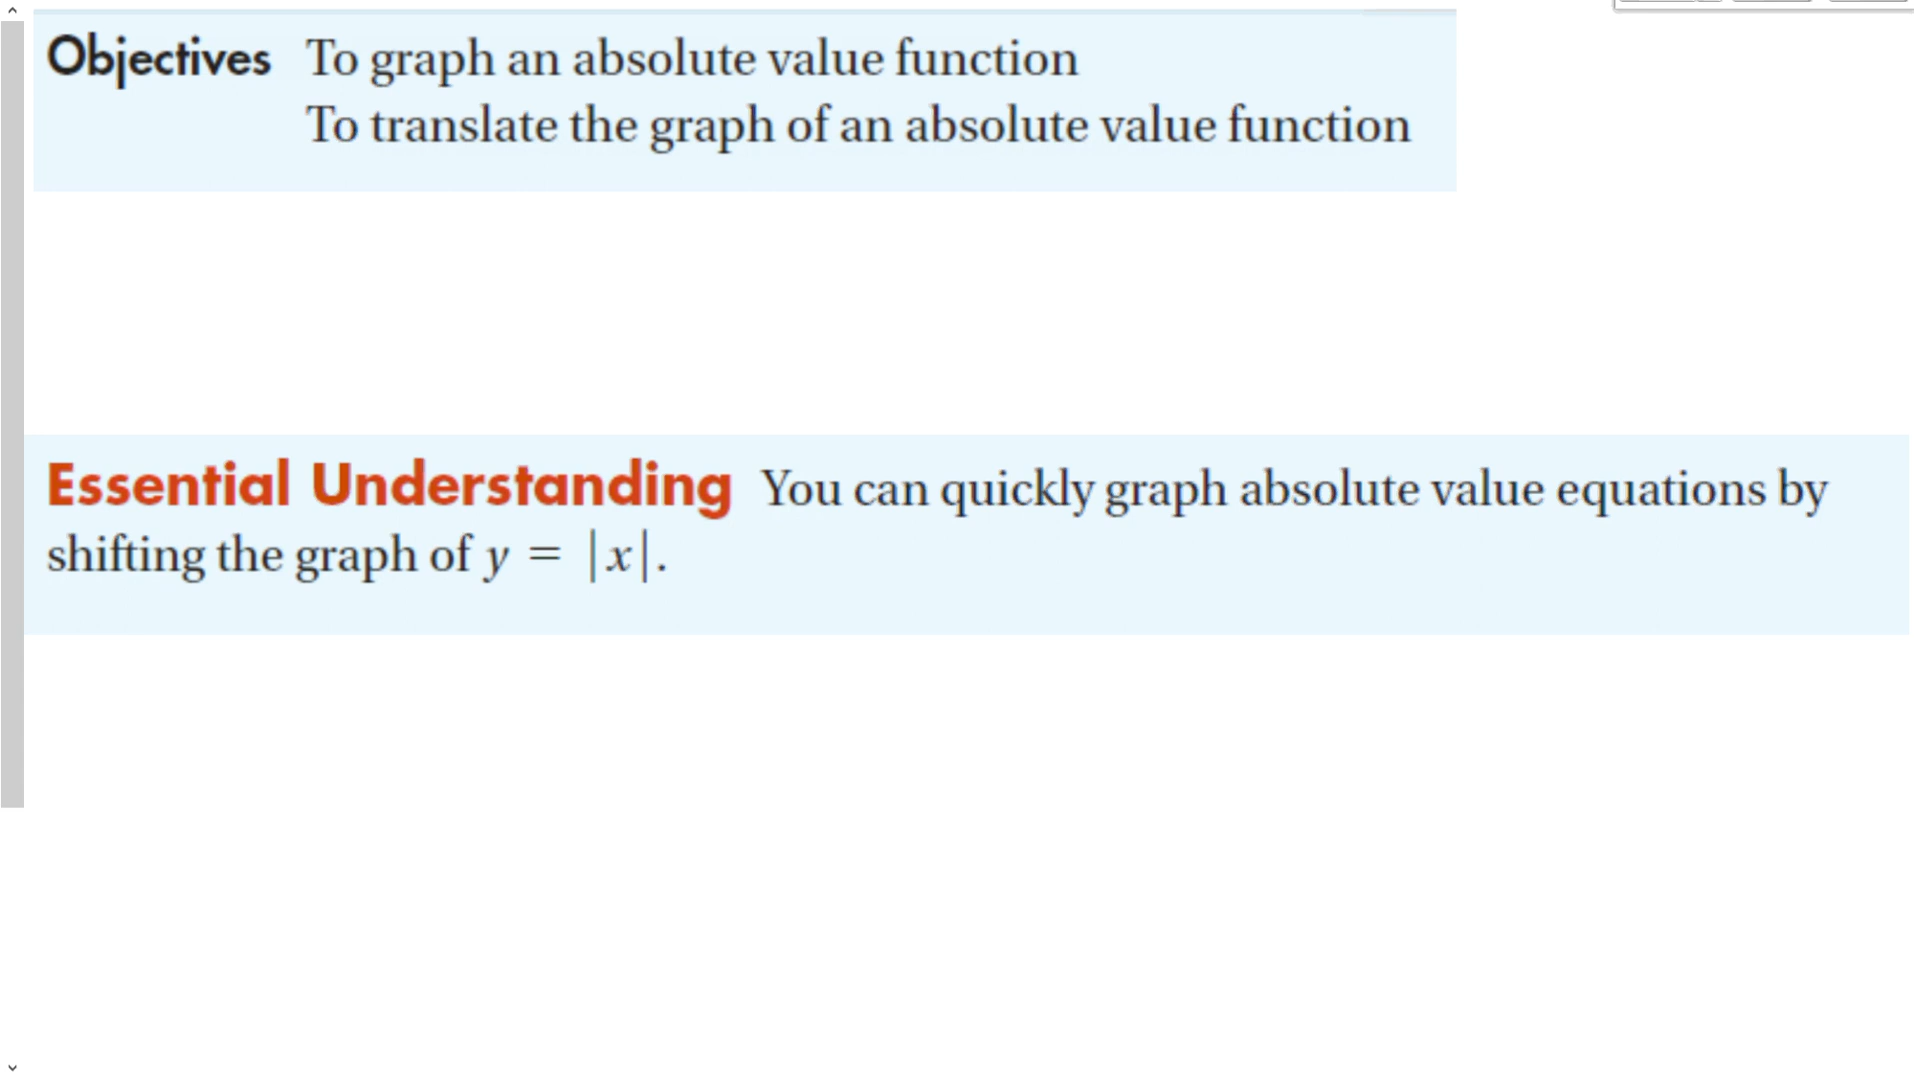 Objectives To graph an absolute value function
To translate the graph of an absolute value function
Essential Understanding You can quickly graph absolute value equations by
shifting the graph of y = |x|.